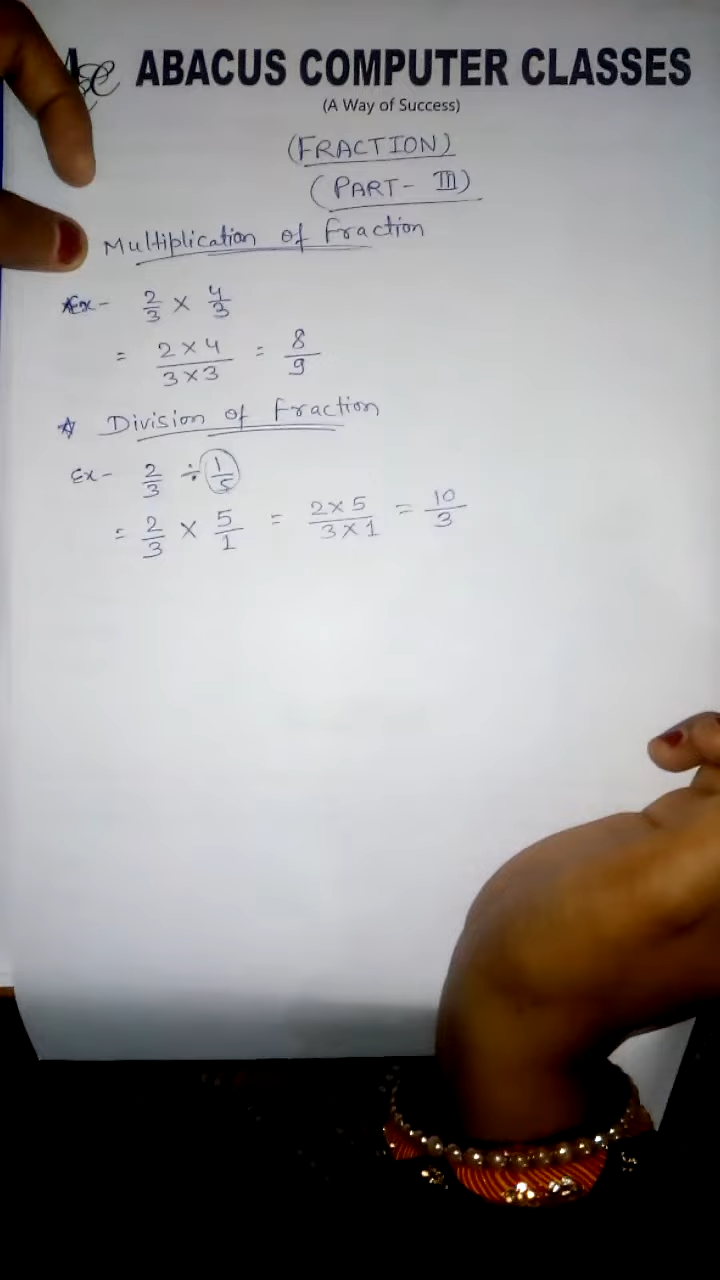 ABACUS COMPUTER CLASSES
(A Way of Success)
(FRACTION)
(PART- III)
Multiplication of fraction
Ex- 2/3 × 4/3
= 2×4/3×3 = 8/9
☆ Division of fraction
Ex- 2/3 ÷ 1/5
= 2/3 × 5/1 = 2×5/3×1 = 10/3